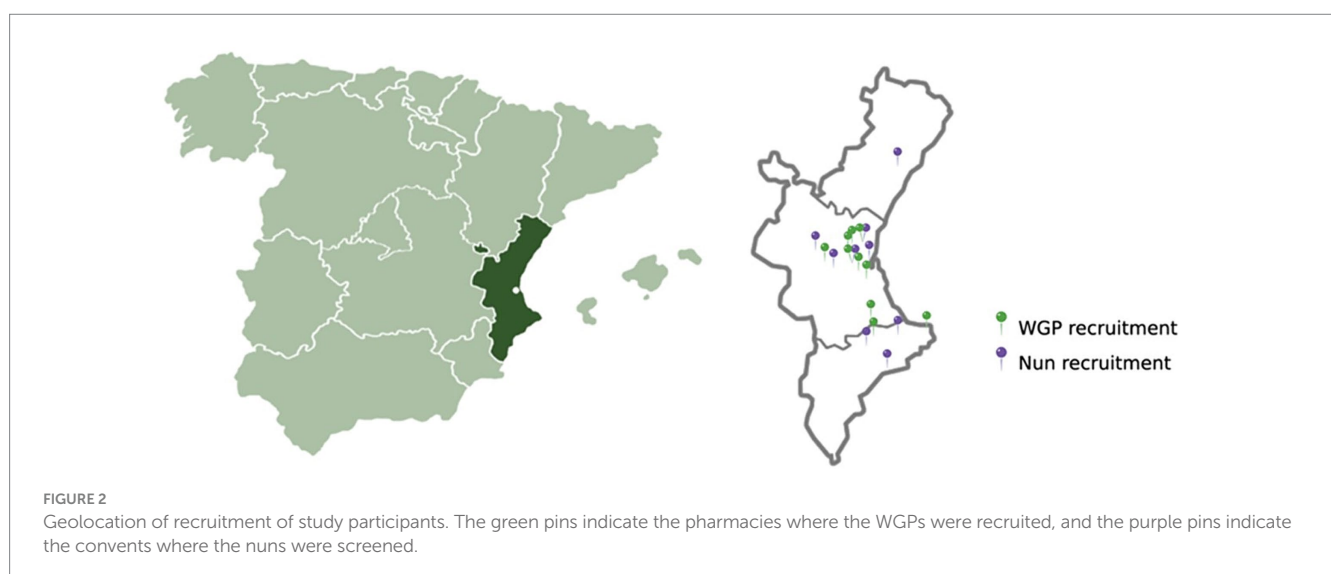 WGP recruitment
Nun recruitment
FIGURE 2
Geolocation of recruitment of study participants. The green pins indicate the pharmacies where the WGPs were recruited, and the purple pins indicate
the convents where the nuns were screened.